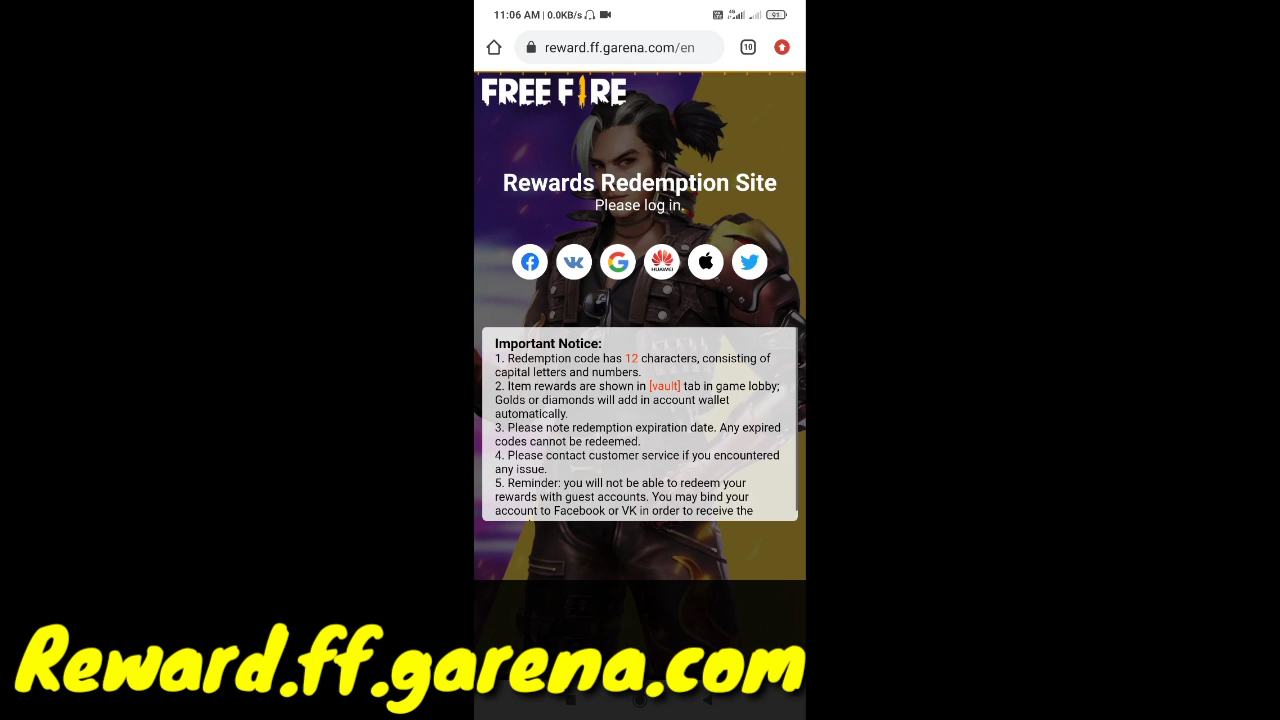 11:06 AM | 0.0KB/s
4G
91
reward.ff.garena.com/en
10
FREE FIRE
Rewards Redemption Site
Please log in.
HUAWEI
Important Notice:
1. Redemption code has 12 characters, consisting of
capital letters and numbers.
2. Item rewards are shown in [vault] tab in game lobby;
Golds or diamonds will add in account wallet
automatically.
3. Please note redemption expiration date. Any expired
codes cannot be redeemed.
4. Please contact customer service if you encountered
any issue.
5. Reminder: you will not be able to redeem your
rewards with guest accounts. You may bind your
account to Facebook or VK in order to receive the
Reward.ff.garena.com